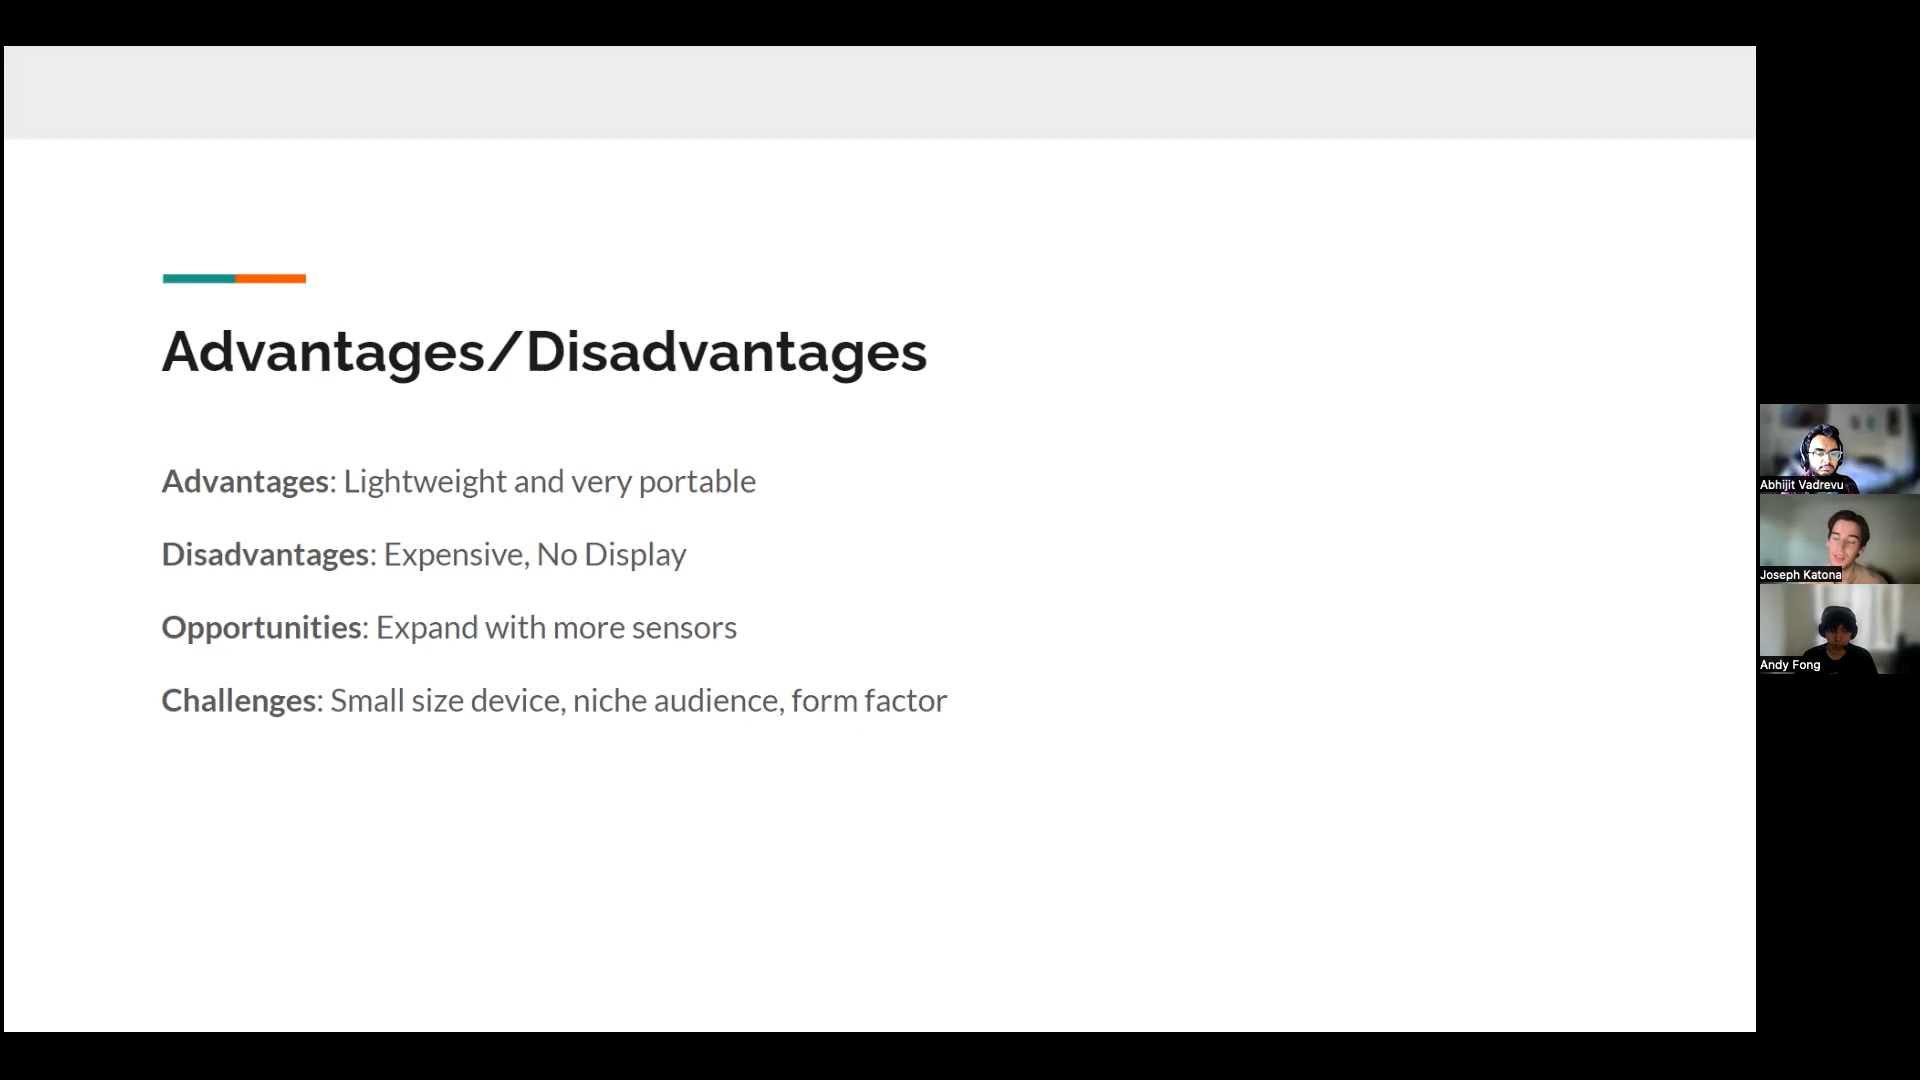 Advantages/Disadvantages
Advantages: Lightweight and very portable
Disadvantages: Expensive, No Display
Opportunities: Expand with more sensors
Challenges: Small size device, niche audience, form factor
Abhijit Vadrevu
Joseph Katona
Andy Fong